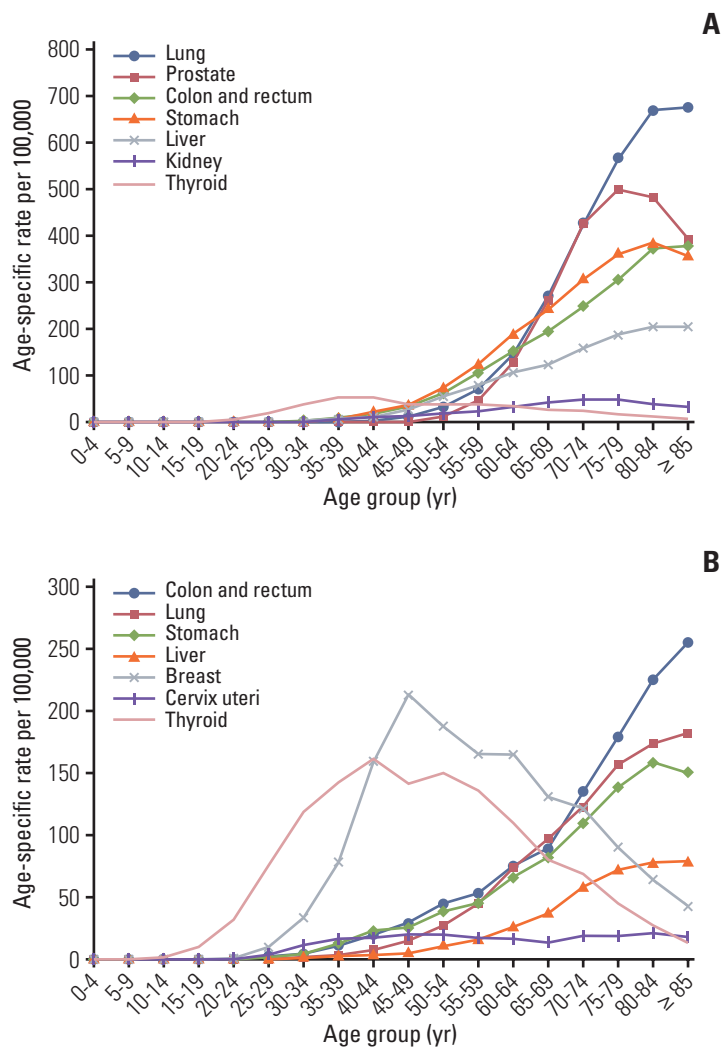 A
800
700
600
500
400
300
200
100
0
Age-specific rate per 100,000
Lung
Prostate
Colon and rectum
Stomach
Liver
Kidney
Thyroid
0-4
5-9
10-14
15-19
20-24
25-29
30-34
35-39
40-44
45-49
50-54
55-59
60-64
65-69
70-74
75-79
80-84
≥ 85
Age group (yr)
B
300
250
200
150
100
50
0
Age-specific rate per 100,000
Colon and rectum
Lung
Stomach
Liver
Breast
Cervix uteri
Thyroid
0-4
5-9
10-14
15-19
20-24
25-29
30-34
35-39
40-44
45-49
50-54
55-59
60-64
65-69
70-74
75-79
80-84
≥ 85
Age group (yr)